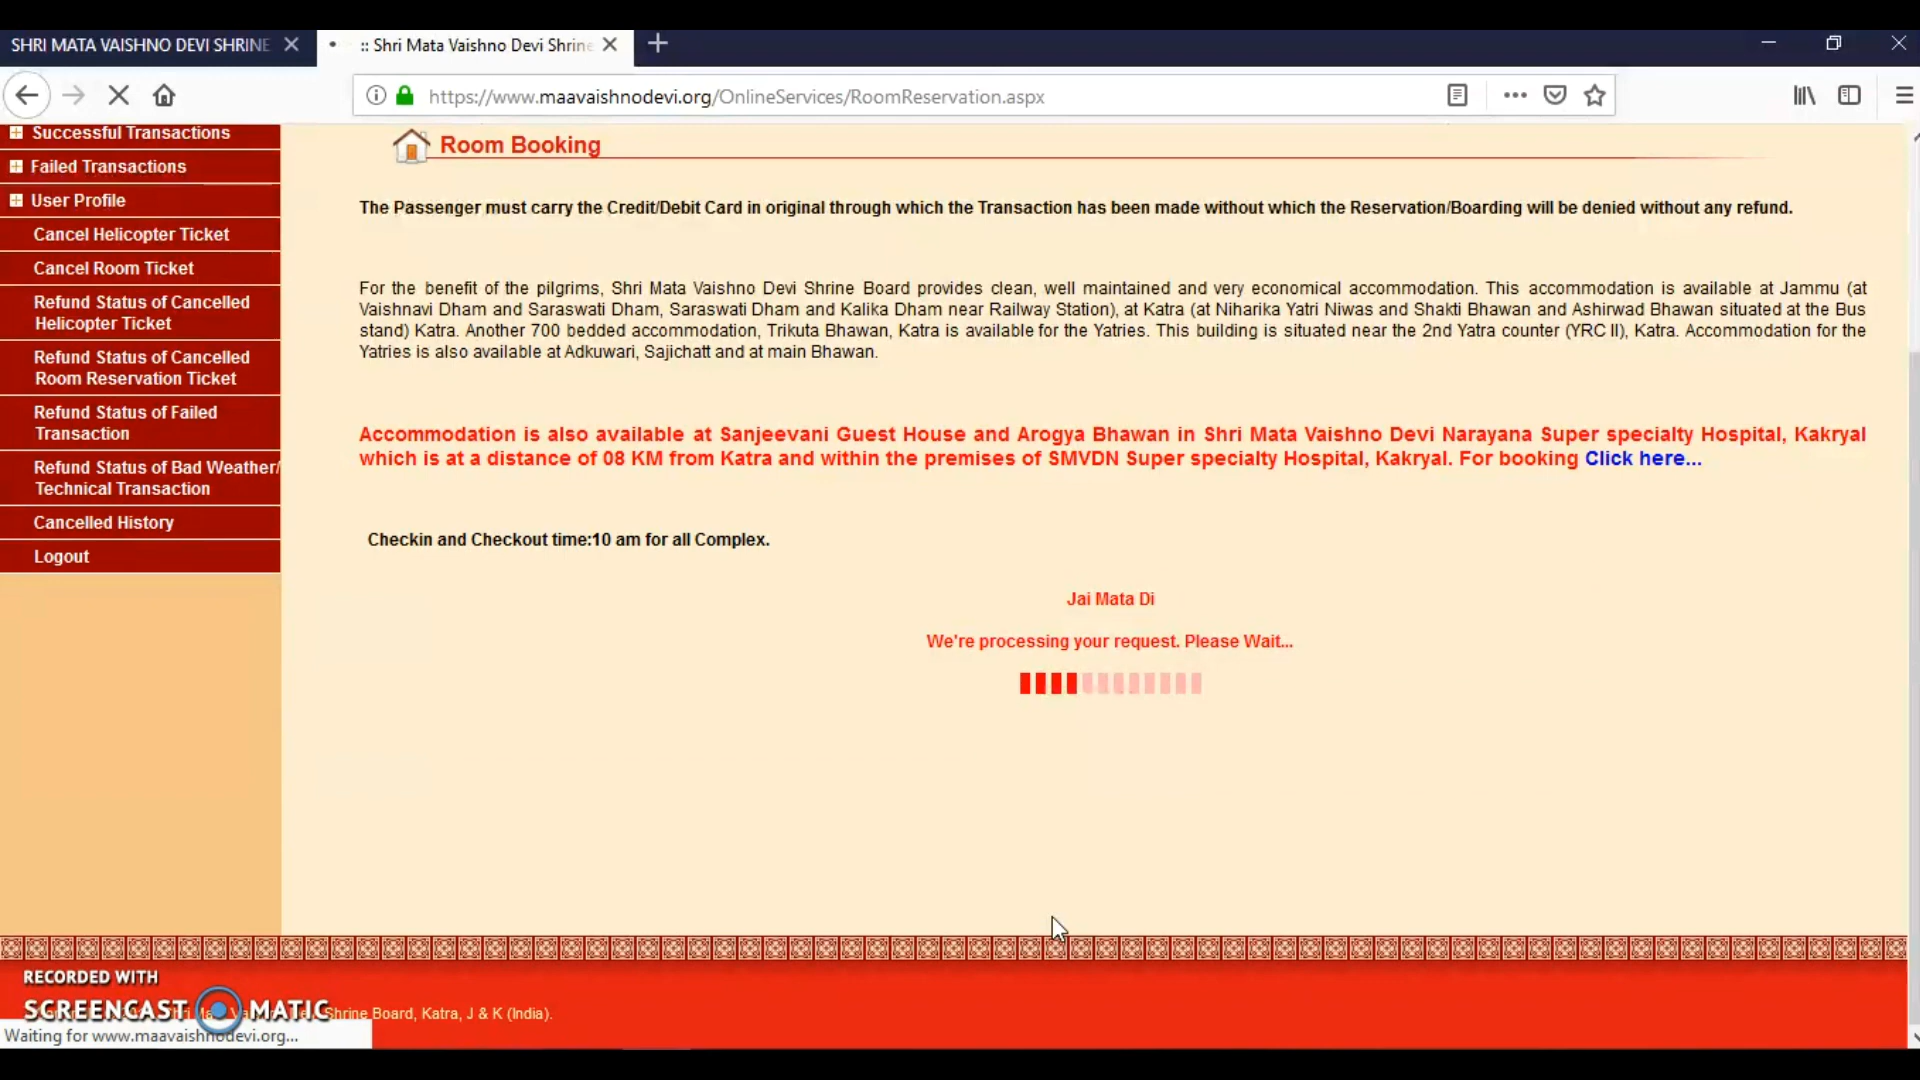 SHRI MATA VAISHNO DEVI SHRINE
:: Shri Mata Vaishno Devi Shrine
https://www.maavaishnodevi.org/OnlineServices/RoomReservation.aspx
Successful Transactions
Failed Transactions
User Profile
Cancel Helicopter Ticket
Cancel Room Ticket
Refund Status of Cancelled
Helicopter Ticket
Refund Status of Cancelled
Room Reservation Ticket
Refund Status of Failed
Transaction
Refund Status of Bad Weather/
Technical Transaction
Cancelled History
Logout
Room Booking
The Passenger must carry the Credit/Debit Card in original through which the Transaction has been made without which the Reservation/Boarding will be denied without any refund.
For the benefit of the pilgrims, Shri Mata Vaishno Devi Shrine Board provides clean, well maintained and very economical accommodation. This accommodation is available at Jammu (at
Vaishnavi Dham and Saraswati Dham, Saraswati Dham and Kalika Dham near Railway Station), at Katra (at Niharika Yatri Niwas and Shakti Bhawan and Ashirwad Bhawan situated at the Bus
stand) Katra. Another 700 bedded accommodation, Trikuta Bhawan, Katra is available for the Yatries. This building is situated near the 2nd Yatra counter (YRC II), Katra. Accommodation for the
Yatries is also available at Adkuwari, Sajichatt and at main Bhawan.
Accommodation is also available at Sanjeevani Guest House and Arogya Bhawan in Shri Mata Vaishno Devi Narayana Super specialty Hospital, Kakryal
which is at a distance of 08 KM from Katra and within the premises of SMVDN Super specialty Hospital, Kakryal. For booking Click here...
Checkin and Checkout time:10 am for all Complex.
Jai Mata Di
We're processing your request. Please Wait...
RECORDED WITH
SCREENCAST MATIC
Shrine Board, Katra, J & K (India).
Waiting for www.maavaishnodevi.org...